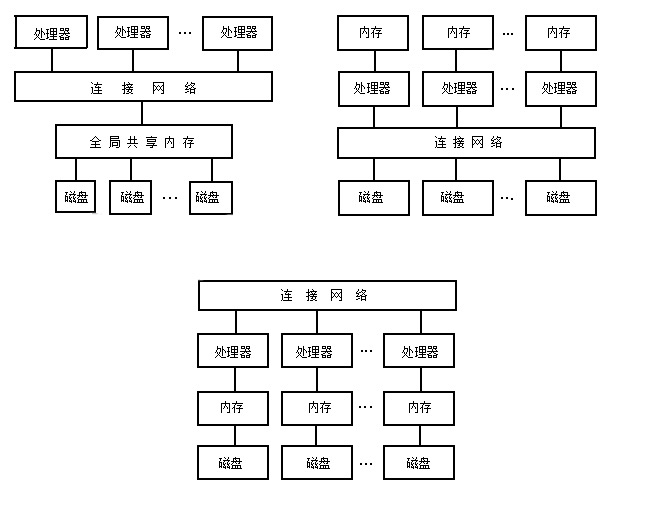 处理器 处理器 … 处理器
连接网络
全局共享内存
磁盘 磁盘 … 磁盘
内存 内存 … 内存
处理器 处理器 … 处理器
连接网络
磁盘 磁盘 … 磁盘
连接网络
处理器 处理器 … 处理器
内存 内存 … 内存
磁盘 磁盘 … 磁盘